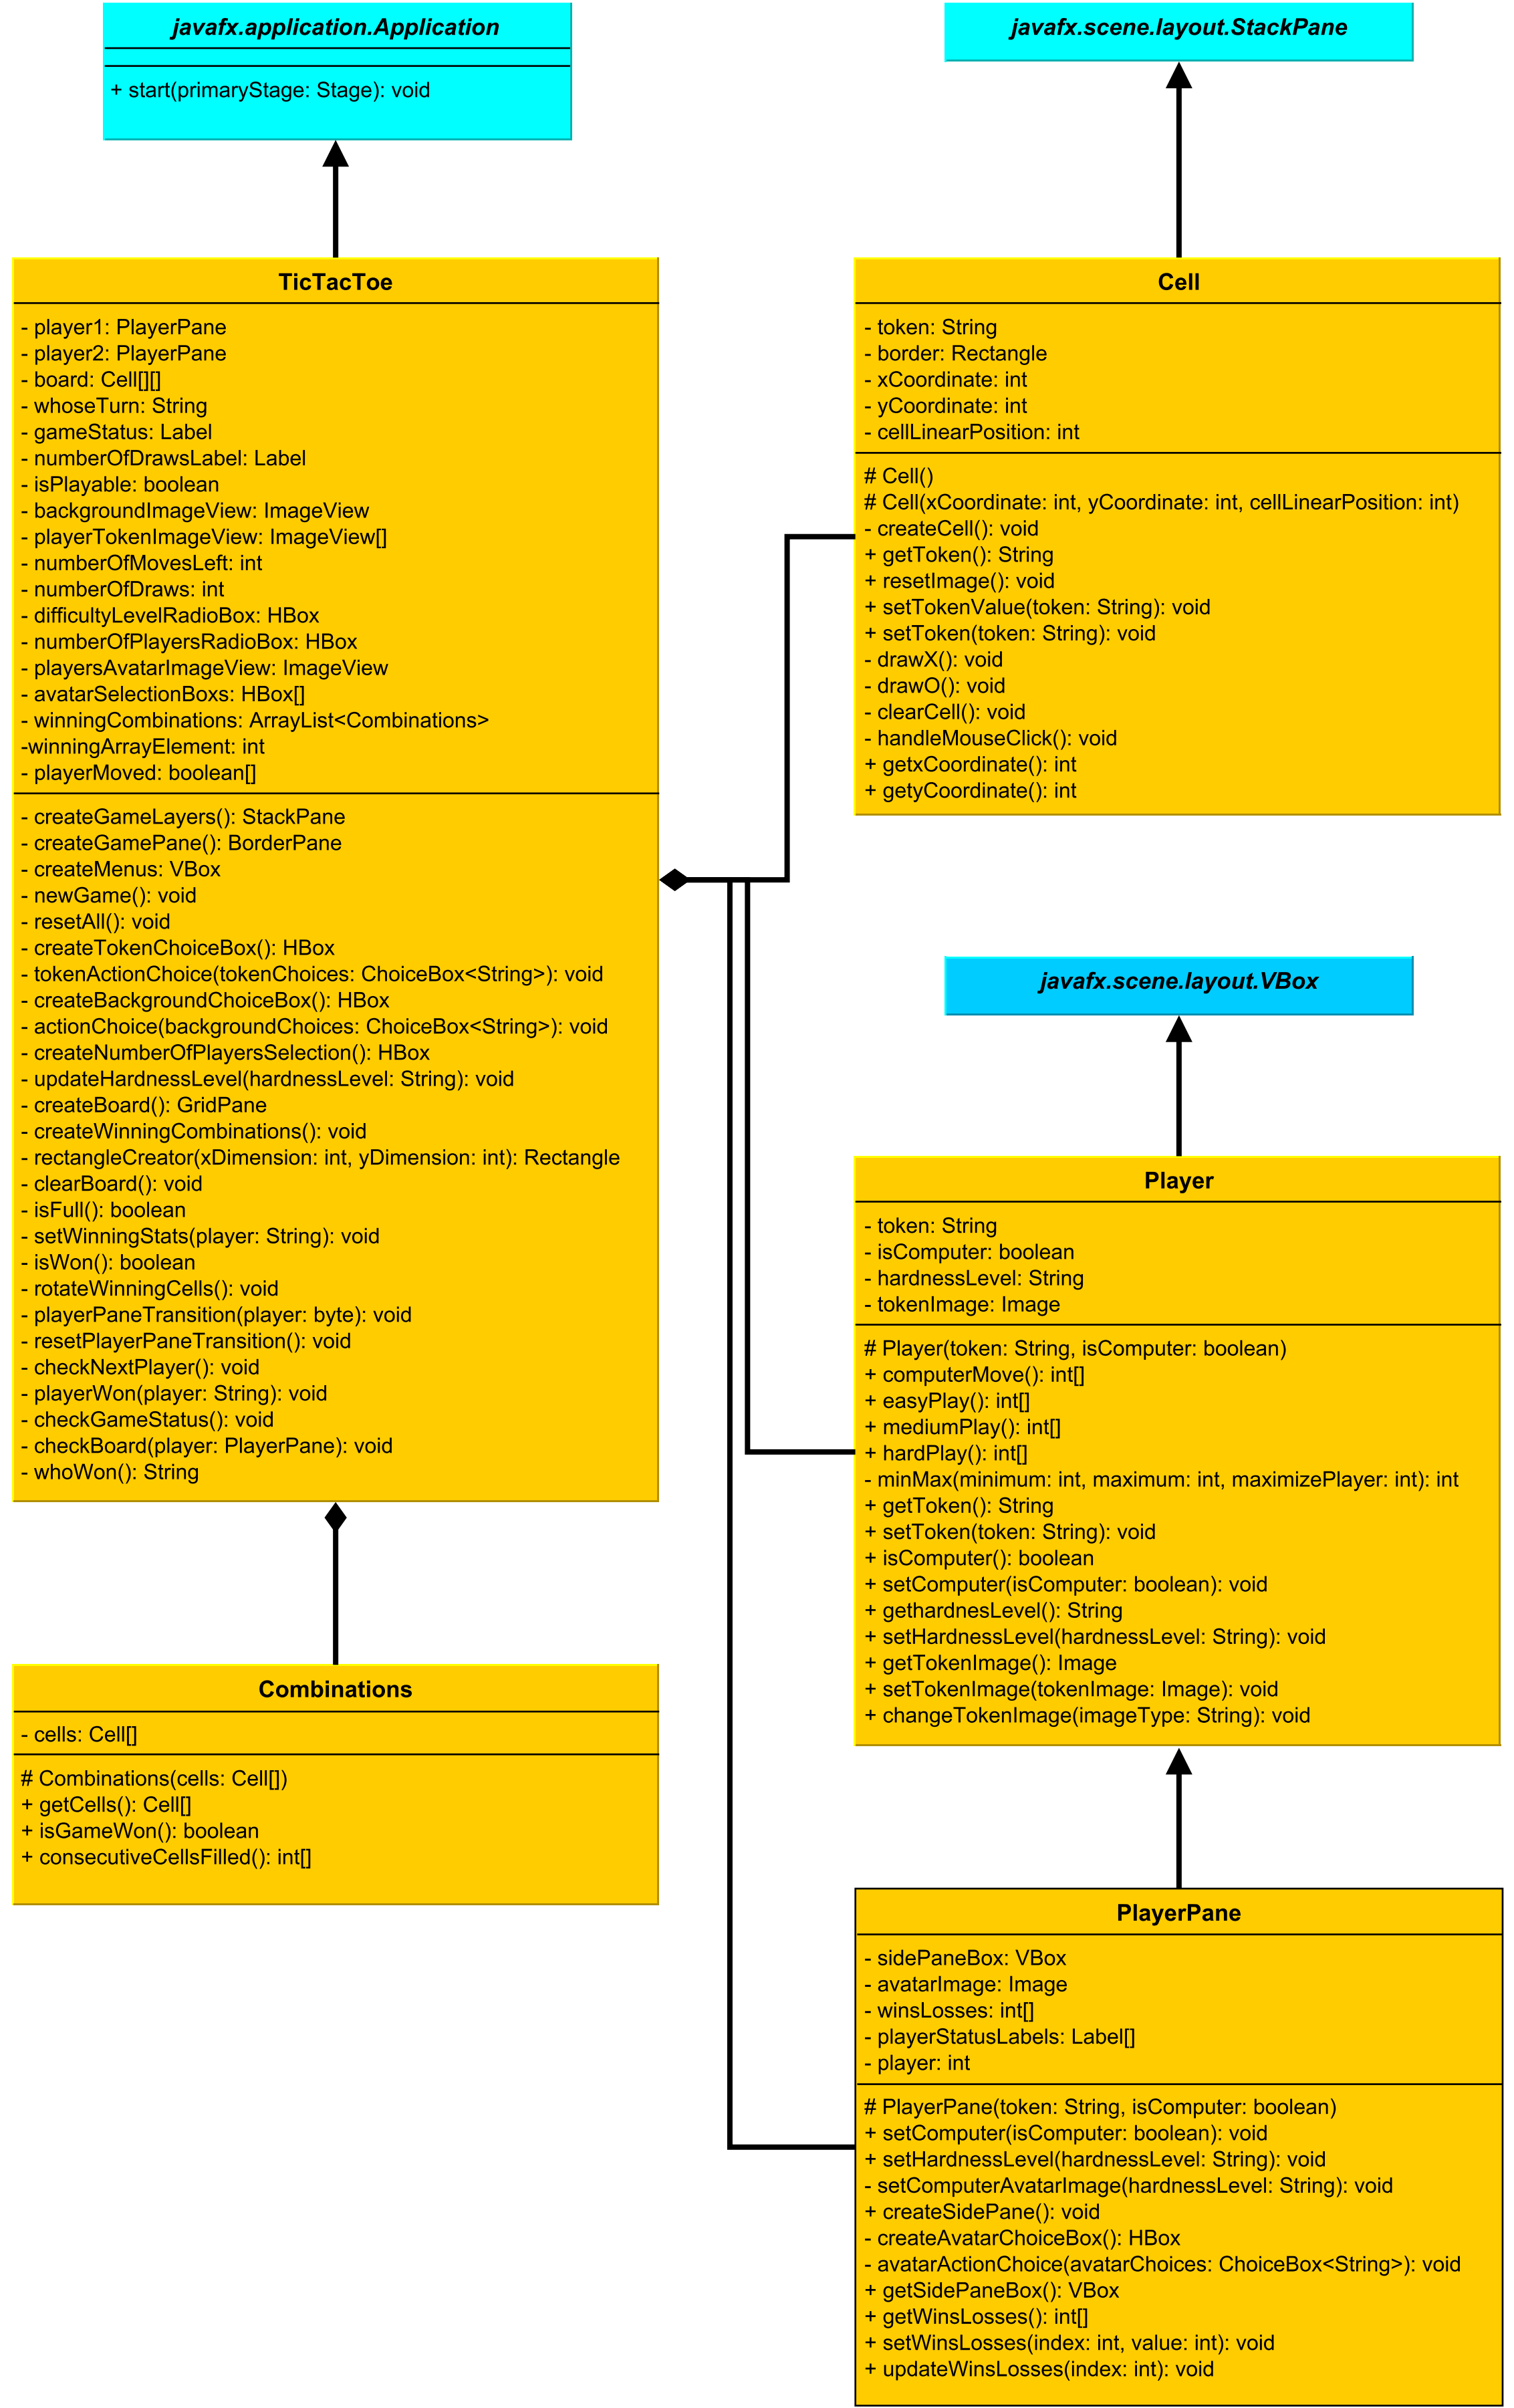 javafx.application.Application
+ start(primaryStage: Stage): void
javafx.scene.layout.StackPane
TicTacToe
- player1: PlayerPane
- player2: PlayerPane
- board: Cell[][]
- whoseTurn: String
- gameStatus: Label
- numberOfDrawsLabel: Label
- isPlayable: boolean
- backgroundImageView: ImageView
- playerTokenImageView: ImageView[]
- numberOfMovesLeft: int
- numberOfDraws: int
- difficultyLevelRadioBox: HBox
- numberOfPlayersRadioBox: HBox
- playersAvatarImageView: ImageView
- avatarSelectionBoxs: HBox[]
- winningCombinations: ArrayList<Combinations>
-winningArrayElement: int
- playerMoved: boolean[]
- createGameLayers(): StackPane
- createGamePane(): BorderPane
- createMenus: VBox
- newGame(): void
- resetAll(): void
- createTokenChoiceBox(): HBox
- tokenActionChoice(tokenChoices: ChoiceBox<String>): void
- createBackgroundChoiceBox(): HBox
- actionChoice(backgroundChoices: ChoiceBox<String>): void
- createNumberOfPlayersSelection(): HBox
- updateHardnessLevel(hardnessLevel: String): void
- createBoard(): GridPane
- createWinningCombinations(): void
- rectangleCreator(xDimension: int, yDimension: int): Rectangle
- clearBoard(): void
- isFull(): boolean
- setWinningStats(player: String): void
- isWon(): boolean
- rotateWinningCells(): void
- playerPaneTransition(player: byte): void
- resetPlayerPaneTransition(): void
- checkNextPlayer(): void
- playerWon(player: String): void
- checkGameStatus(): void
- checkBoard(player: PlayerPane): void
- whoWon(): String
Cell
- token: String
- border: Rectangle
- xCoordinate: int
- yCoordinate: int
- cellLinearPosition: int
# Cell()
# Cell(xCoordinate: int, yCoordinate: int, cellLinearPosition: int)
- createCell(): void
+ getToken(): String
+ resetImage(): void
+ setTokenValue(token: String): void
+ setToken(token: String): void
- drawX(): void
- drawO(): void
- clearCell(): void
- handleMouseClick(): void
+ getxCoordinate(): int
+ getyCoordinate(): int
javafx.scene.layout.VBox
Player
- token: String
- isComputer: boolean
- hardnessLevel: String
- tokenImage: Image
# Player(token: String, isComputer: boolean)
+ computerMove(): int[]
+ easyPlay(): int[]
+ mediumPlay(): int[]
+ hardPlay(): int[]
- minMax(minimum: int, maximum: int, maximizePlayer: int): int
+ getToken(): String
+ setToken(token: String): void
+ isComputer(): boolean
+ setComputer(isComputer: boolean): void
+ gethardnesLevel(): String
+ setHardnessLevel(hardnessLevel: String): void
+ getTokenImage(): Image
+ setTokenImage(tokenImage: Image): void
+ changeTokenImage(imageType: String): void
Combinations
- cells: Cell[]
# Combinations(cells: Cell[])
+ getCells(): Cell[]
+ isGameWon(): boolean
+ consecutiveCellsFilled(): int[]
PlayerPane
- sidePaneBox: VBox
- avatarImage: Image
- winsLosses: int[]
- playerStatusLabels: Label[]
- player: int
# PlayerPane(token: String, isComputer: boolean)
+ setComputer(isComputer: boolean): void
+ setHardnessLevel(hardnessLevel: String): void
- setComputerAvatarImage(hardnessLevel: String): void
+ createSidePane(): void
- createAvatarChoiceBox(): HBox
- avatarActionChoice(avatarChoices: ChoiceBox<String>): void
+ getSidePaneBox(): VBox
+ getWinsLosses(): int[]
+ setWinsLosses(index: int, value: int): void
+ updateWinsLosses(index: int): void